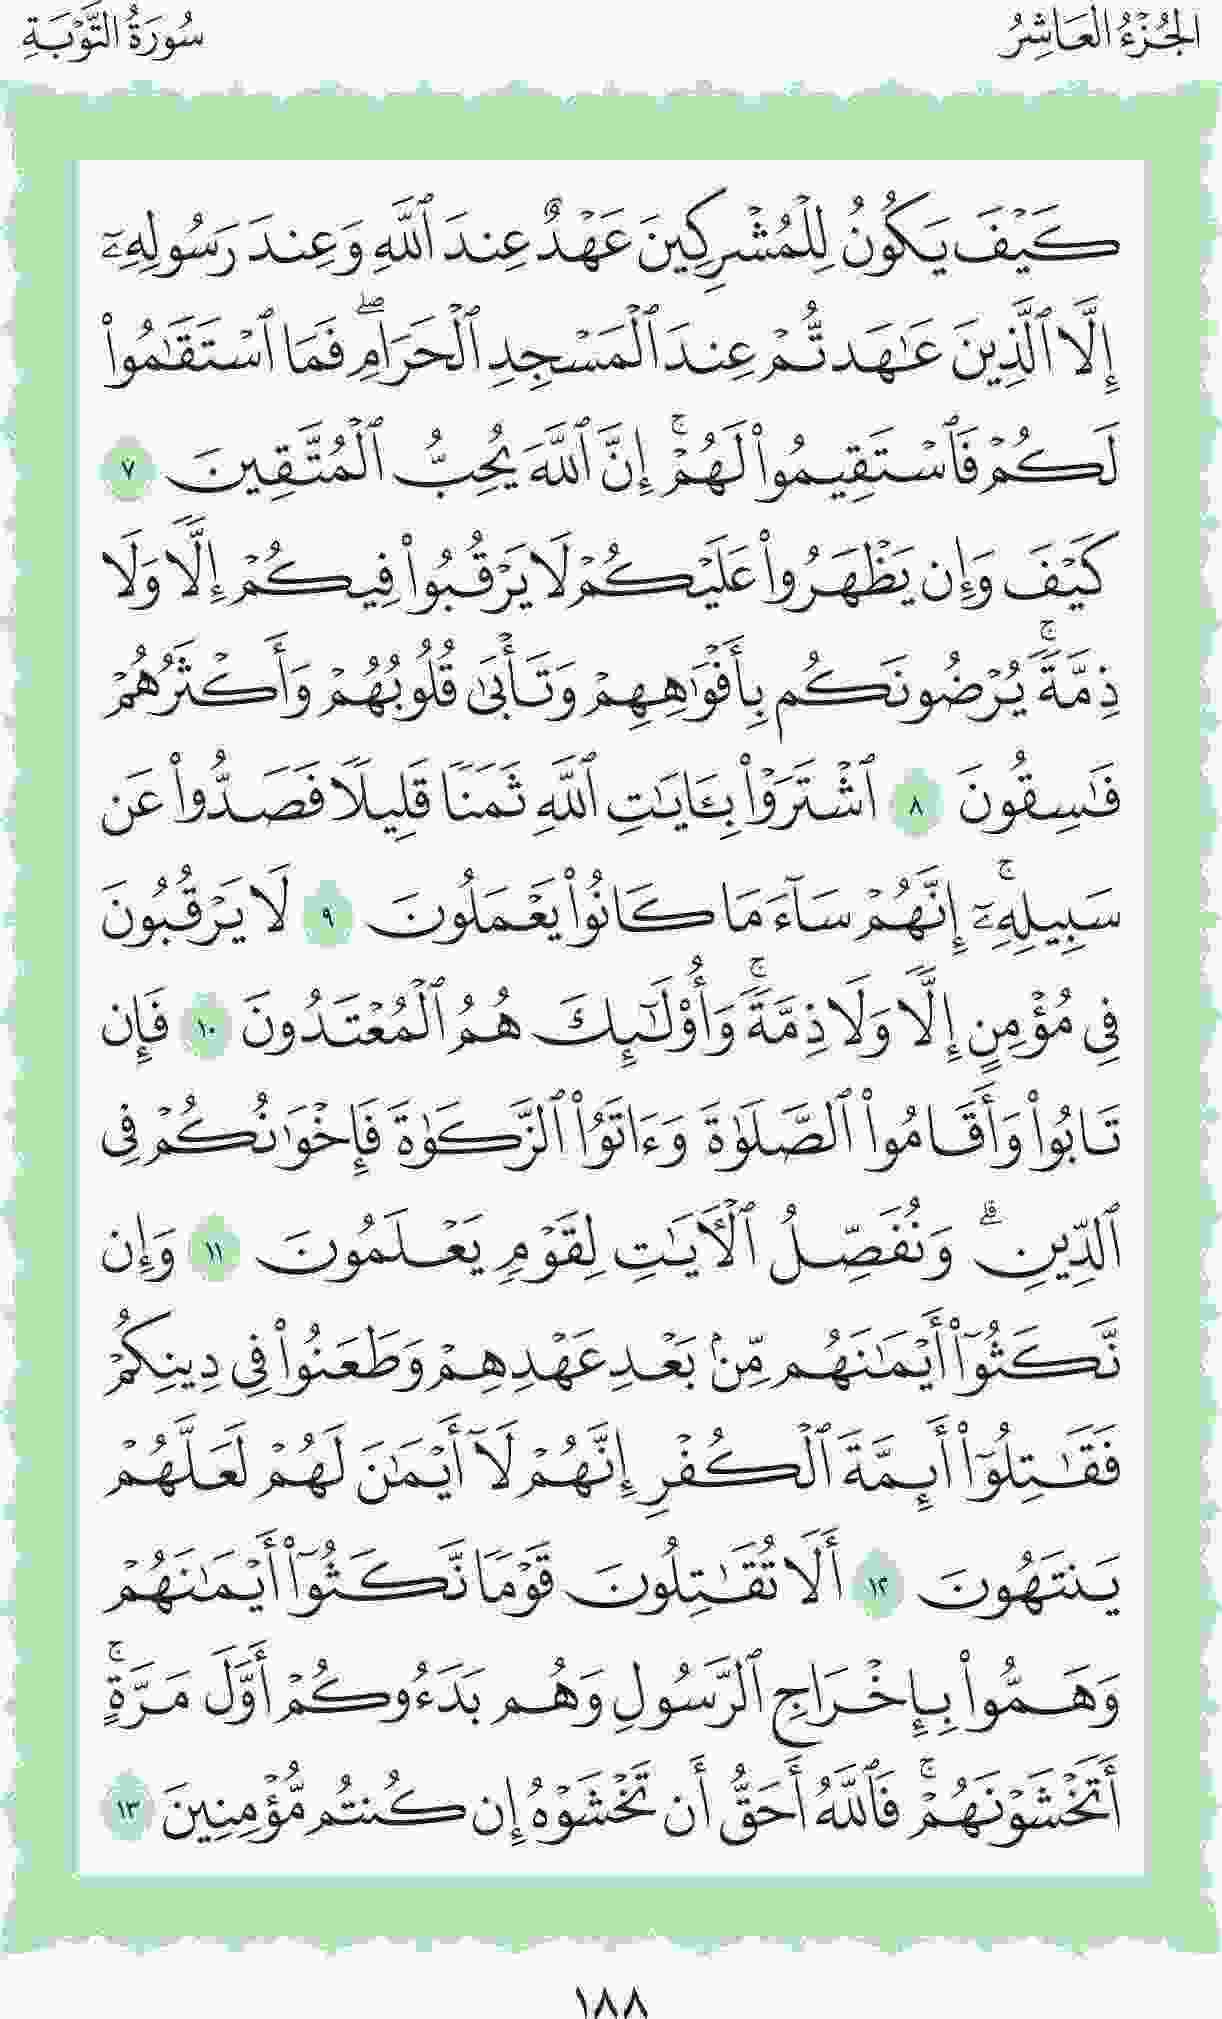 الجُزْءُ العَاشِرُ
سُورَةُ التَّوْبَةِ
كَيْفَ يَكُونُ لِلْمُشْرِكِينَ عَهْدٌ عِندَ ٱللَّهِ وَعِندَ رَسُولِهِۦٓ
إِلَّا ٱلَّذِينَ عَٰهَدتُّمْ عِندَ ٱلْمَسْجِدِ ٱلْحَرَامِۖ فَمَا ٱسْتَقَٰمُوا۟
لَكُمْ فَٱسْتَقِيمُوا۟ لَهُمْۚ إِنَّ ٱللَّهَ يُحِبُّ ٱلْمُتَّقِينَ ٧
كَيْفَ وَإِن يَظْهَرُوا۟ عَلَيْكُمْ لَا يَرْقُبُوا۟ فِيكُمْ إِلًّا وَلَا
ذِمَّةًۚ يُرْضُونَكُم بِأَفْوَٰهِهِمْ وَتَأْبَىٰ قُلُوبُهُمْ وَأَكْثَرُهُمْ
فَٰسِقُونَ ٨ ٱشْتَرَوْا۟ بِـَٔايَٰتِ ٱللَّهِ ثَمَنًا قَلِيلًا فَصَدُّوا۟ عَن
سَبِيلِهِۦٓۚ إِنَّهُمْ سَآءَ مَا كَانُوا۟ يَعْمَلُونَ ٩ لَا يَرْقُبُونَ
فِى مُؤْمِنٍ إِلًّا وَلَا ذِمَّةًۚ وَأُو۟لَٰٓئِكَ هُمُ ٱلْمُعْتَدُونَ ١٠ فَإِن
تَابُوا۟ وَأَقَامُوا۟ ٱلصَّلَوٰةَ وَءَاتَوُا۟ ٱلزَّكَوٰةَ فَإِخْوَٰنُكُمْ فِى
ٱلدِّينِۗ وَنُفَصِّلُ ٱلْـَٔايَٰتِ لِقَوْمٍ يَعْلَمُونَ ١١ وَإِن
نَّكَثُوٓا۟ أَيْمَٰنَهُم مِّنۢ بَعْدِ عَهْدِهِمْ وَطَعَنُوا۟ فِى دِينِكُمْ
فَقَٰتِلُوٓا۟ أَئِمَّةَ ٱلْكُفْرِ إِنَّهُمْ لَآ أَيْمَٰنَ لَهُمْ لَعَلَّهُمْ
يَنتَهُونَ ١٢ أَلَا تُقَٰتِلُونَ قَوْمًا نَّكَثُوٓا۟ أَيْمَٰنَهُمْ
وَهَمُّوا۟ بِإِخْرَاجِ ٱلرَّسُولِ وَهُم بَدَءُوكُمْ أَوَّلَ مَرَّةٍۚ
أَتَخْشَوْنَهُمْۚ فَٱللَّهُ أَحَقُّ أَن تَخْشَوْهُ إِن كُنتُم مُّؤْمِنِينَ ١٣
١٨٨